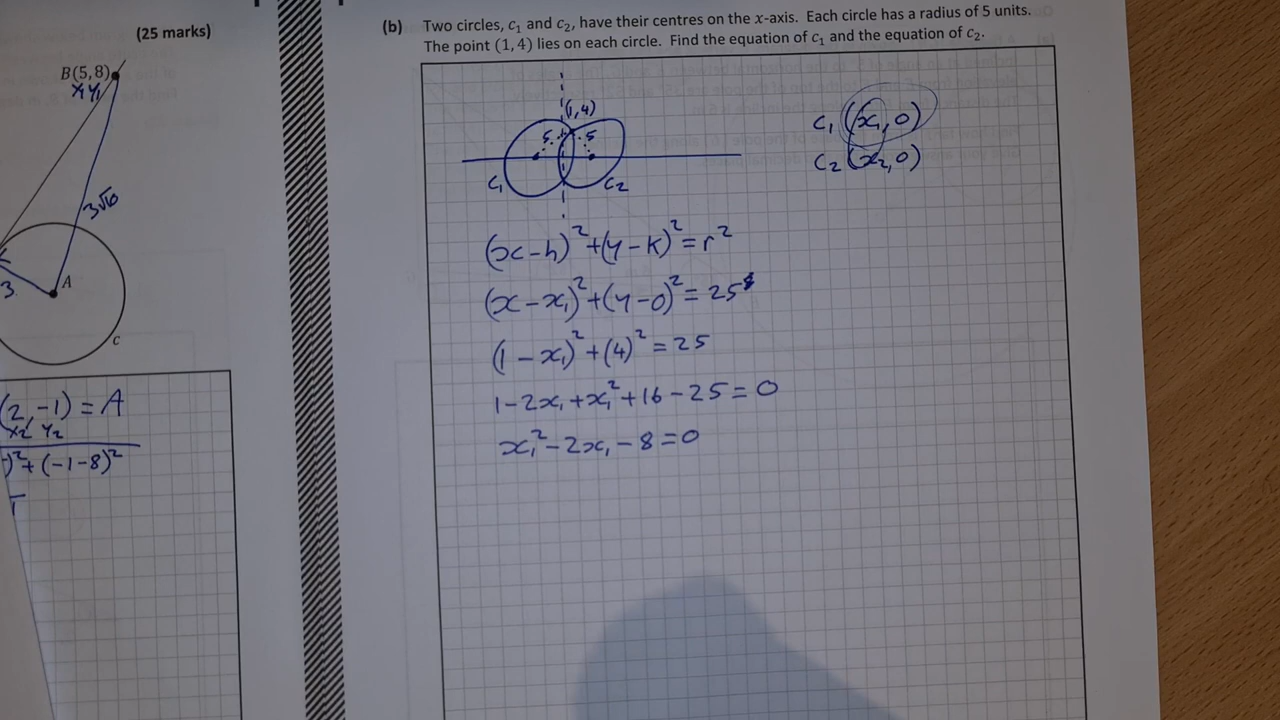 (25 marks)
B(5,8)
x₁ y₁
3√10
A
3
c
(2,-1) = A
x₂ y₂
)² + (-1-8)²
(b) Two circles, c₁ and c₂, have their centres on the x-axis. Each circle has a radius of 5 units.
The point (1, 4) lies on each circle. Find the equation of c₁ and the equation of c₂.
(1,4)
5 5
C₁ C₂
C₁ (x₁, 0)
C₂ (x₂, 0)
(x-h)² + (y-k)² = r²
(x-x₁)² + (y-0)² = 25
(1-x₁)² + (4)² = 25
1-2x₁+x₁²+16-25=0
x₁²-2x₁-8=0